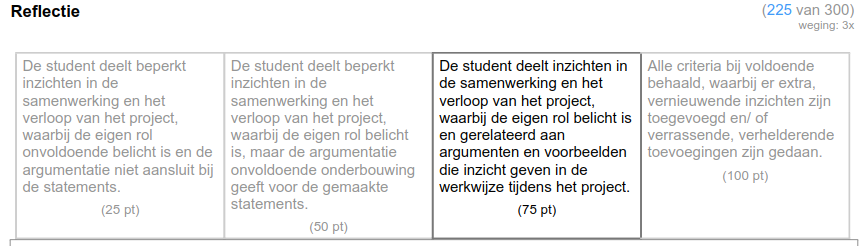 Reflectie
(225 van 300)
weging: 3x
De student deelt beperkt
inzichten in de
samenwerking en het
verloop van het project,
waarbij de eigen rol
onvoldoende belicht is en de
argumentatie niet aansluit bij
de statements.
(25 pt)
De student deelt beperkt
inzichten in de
samenwerking en het
verloop van het project,
waarbij de eigen rol belicht
is, maar de argumentatie
onvoldoende onderbouwing
geeft voor de gemaakte
statements.
(50 pt)
De student deelt inzichten in
de samenwerking en het
verloop van het project,
waarbij de eigen rol belicht is
en gerelateerd aan
argumenten en voorbeelden
die inzicht geven in de
werkwijze tijdens het project.
(75 pt)
Alle criteria bij voldoende
behaald, waarbij er extra,
vernieuwende inzichten zijn
toegevoegd en/ of
verrassende, verhelderende
toevoegingen zijn gedaan.
(100 pt)